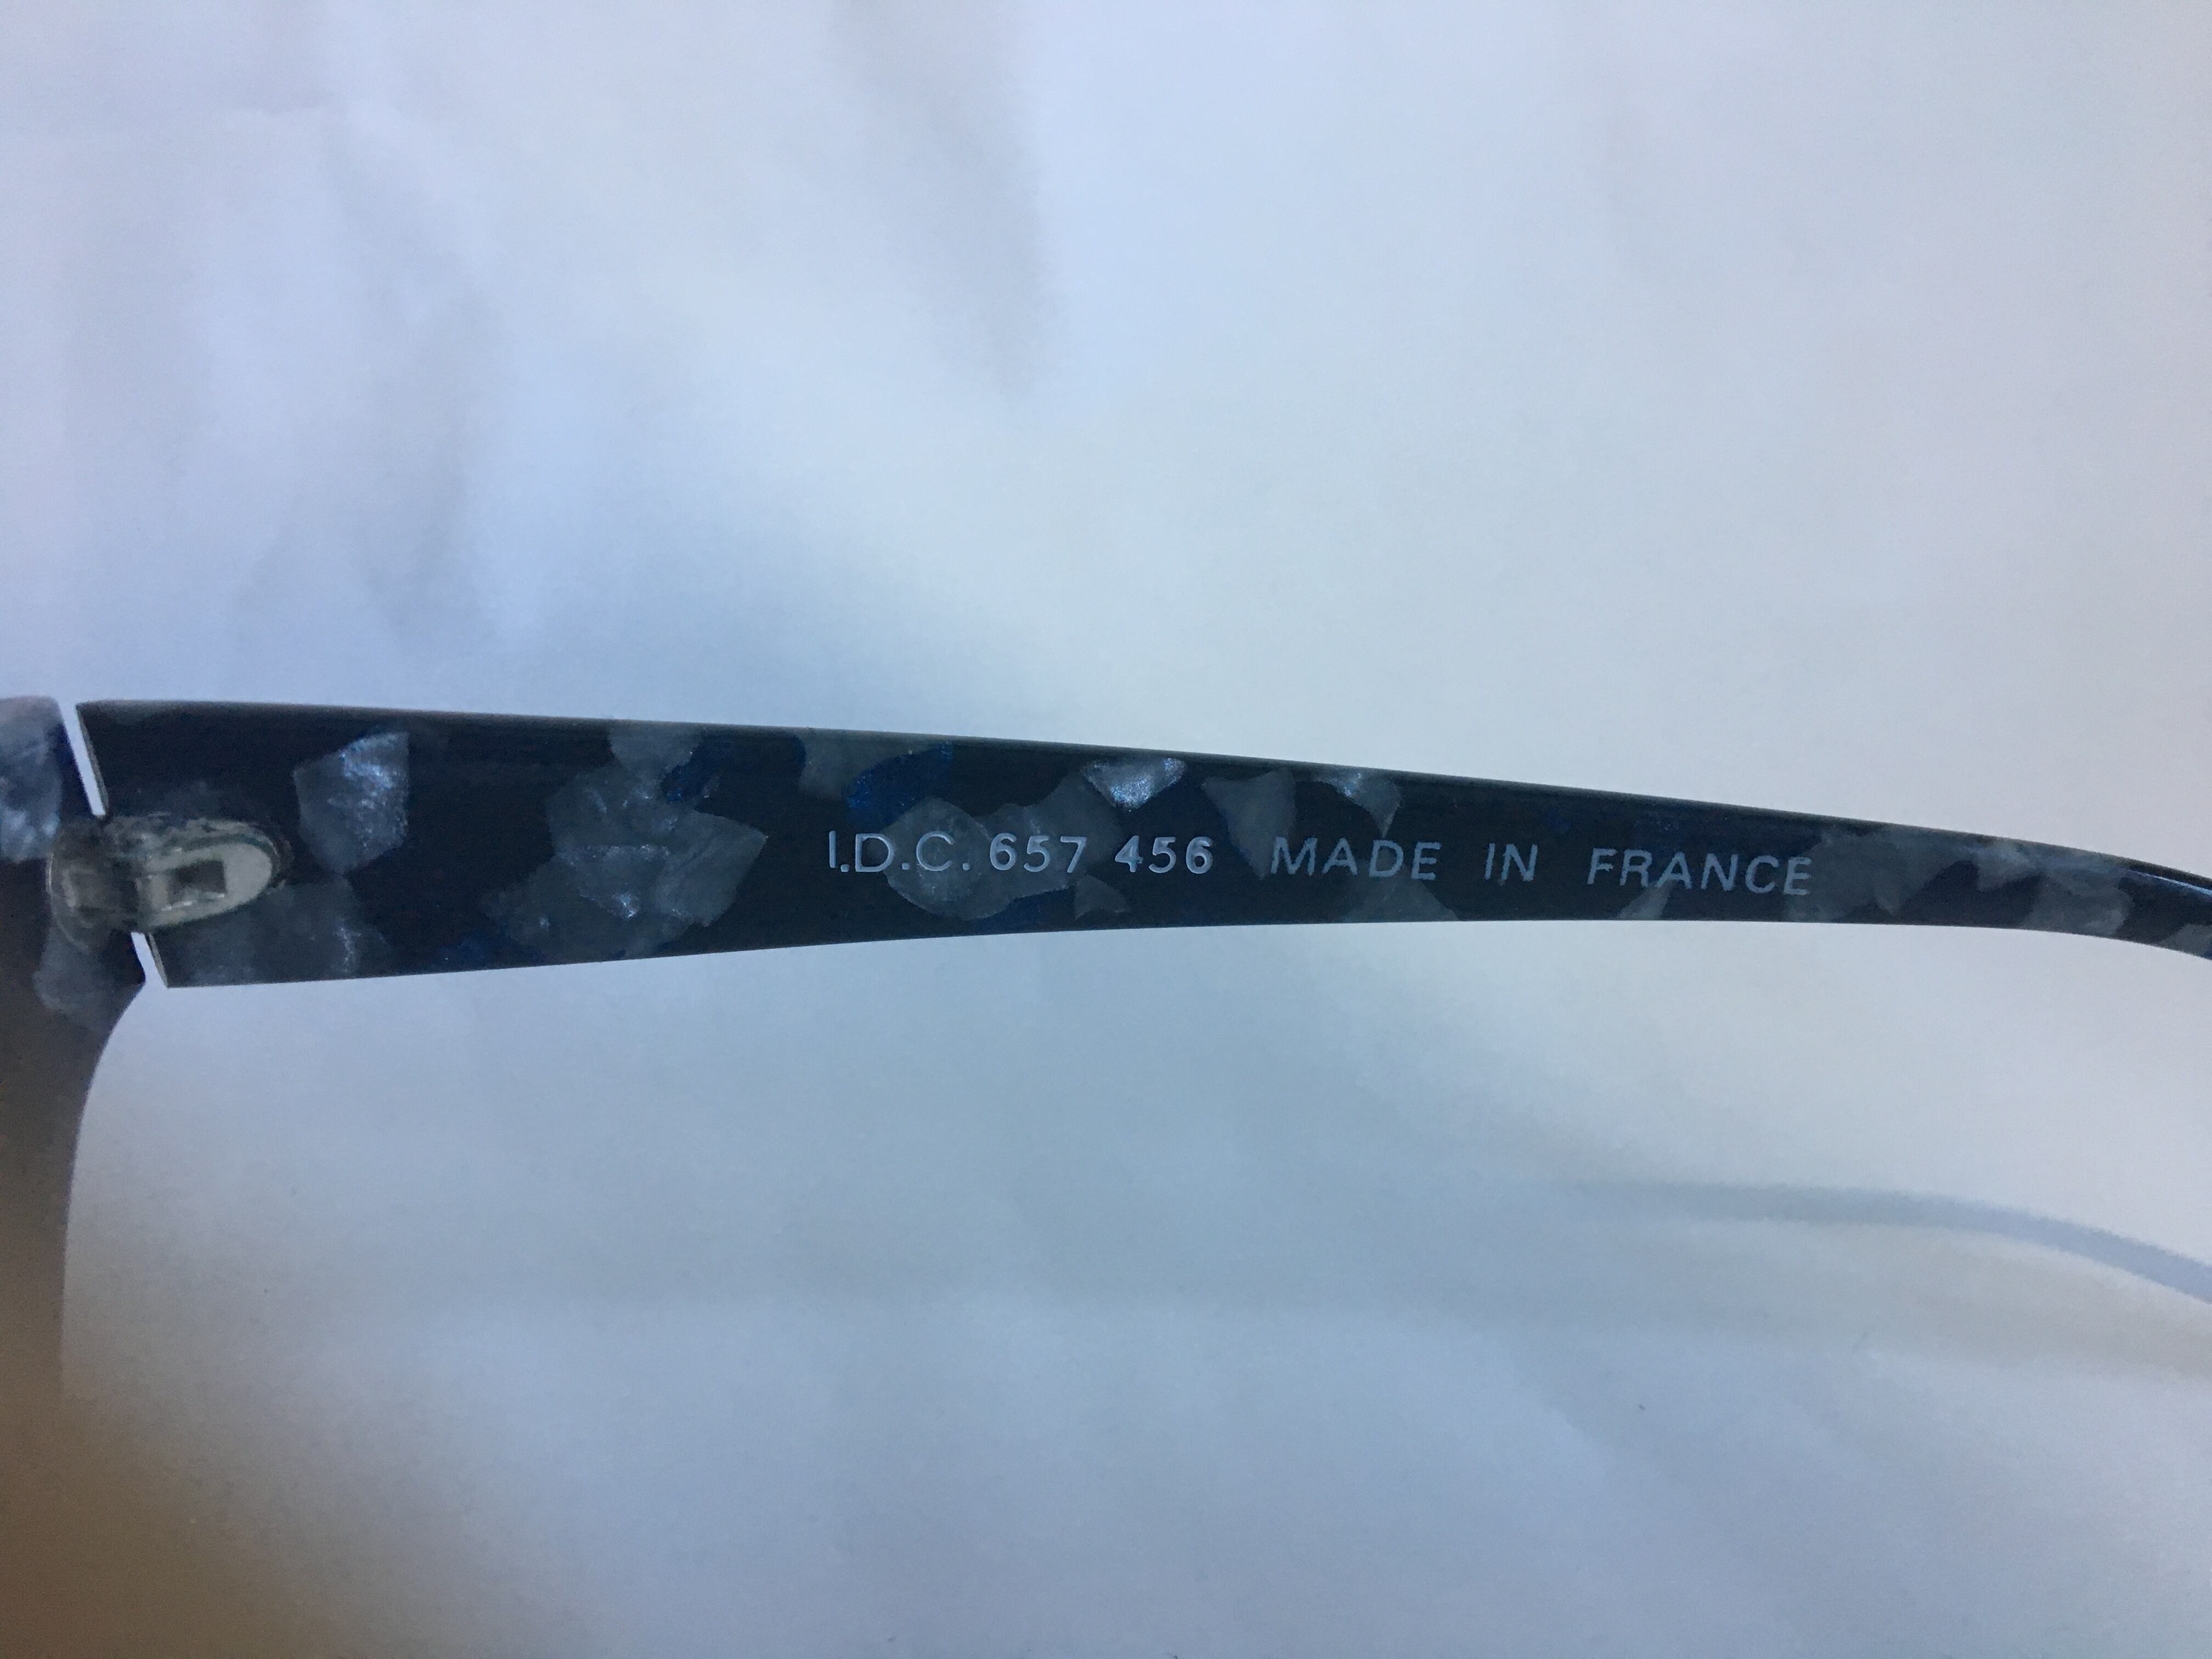 I.D.C. 657 456 MADE IN FRANCE